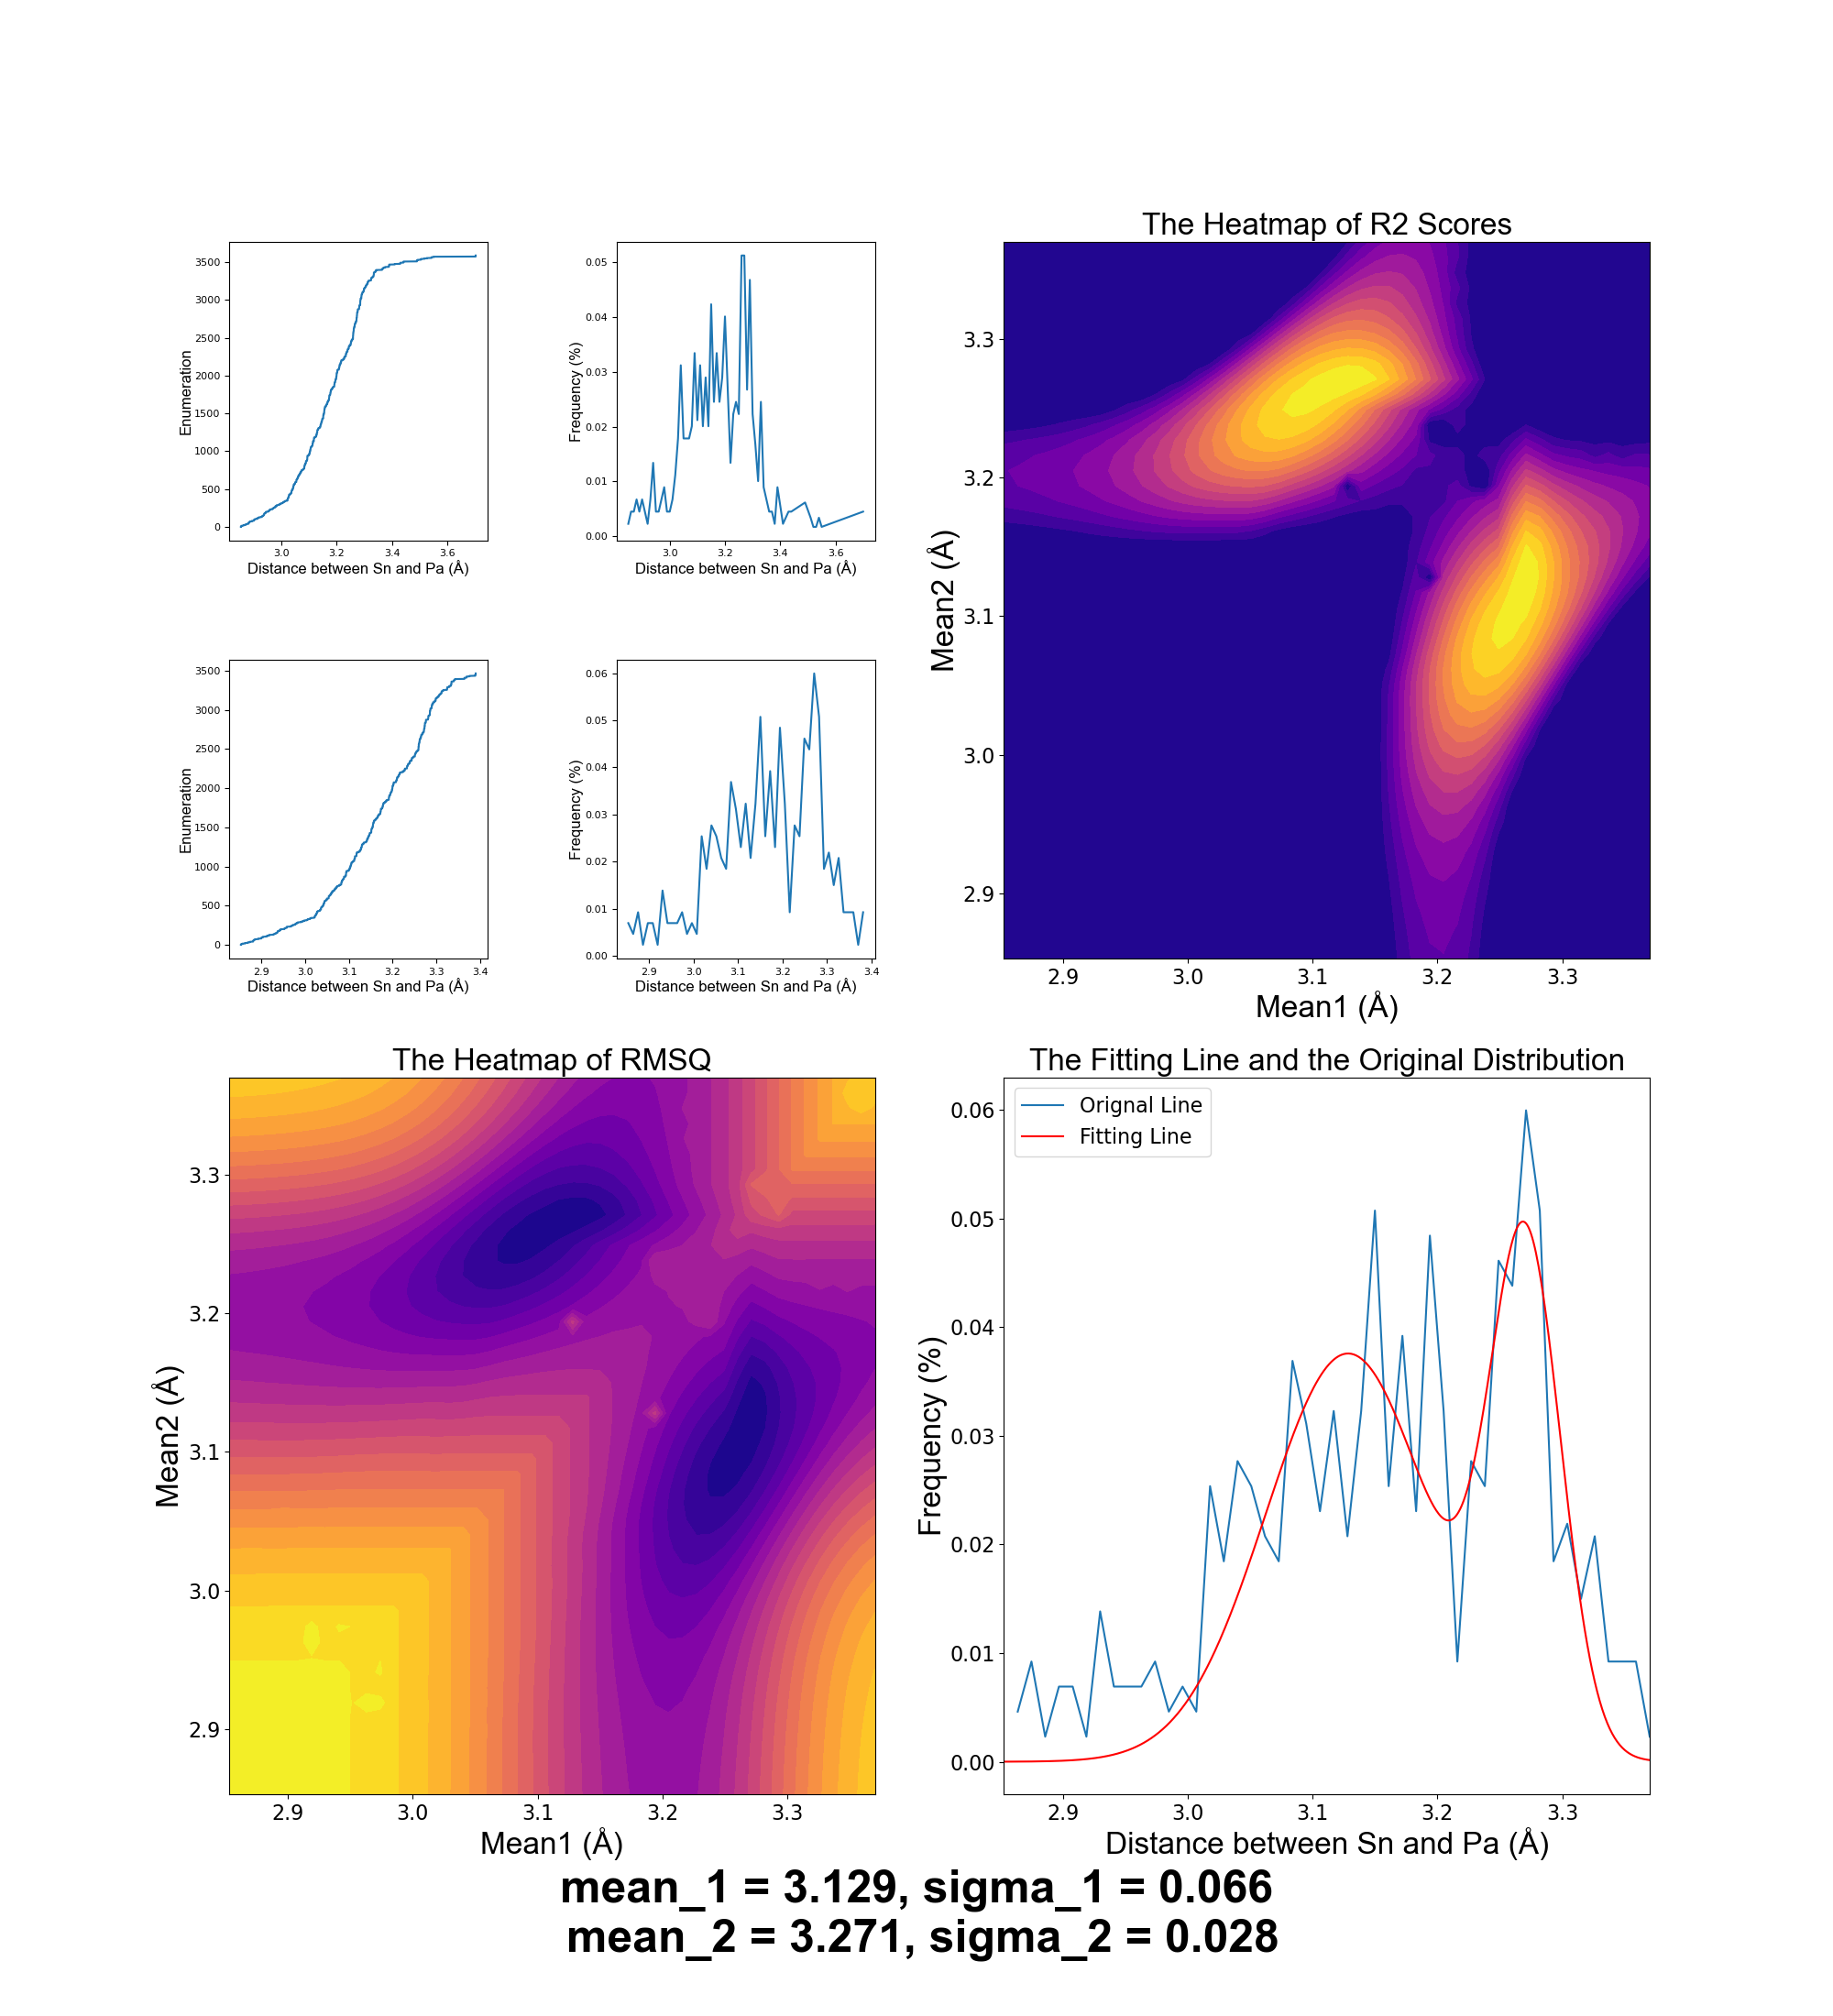 3500
3000
2500
2000
1500
1000
500
0
Enumeration
3.0 3.2 3.4 3.6
Distance between Sn and Pa (Å)
0.05
0.04
0.03
0.02
0.01
0.00
Frequency (%)
3.0 3.2 3.4 3.6
Distance between Sn and Pa (Å)
3500
3000
2500
2000
1500
1000
500
0
Enumeration
2.9 3.0 3.1 3.2 3.3 3.4
Distance between Sn and Pa (Å)
0.06
0.05
0.04
0.03
0.02
0.01
0.00
Frequency (%)
2.9 3.0 3.1 3.2 3.3 3.4
Distance between Sn and Pa (Å)
The Heatmap of R2 Scores
3.3
3.2
3.1
3.0
2.9
Mean2 (Å)
2.9 3.0 3.1 3.2 3.3
Mean1 (Å)
The Heatmap of RMSQ
3.3
3.2
3.1
3.0
2.9
Mean2 (Å)
2.9 3.0 3.1 3.2 3.3
Mean1 (Å)
The Fitting Line and the Original Distribution
Orignal Line
Fitting Line
0.06
0.05
0.04
0.03
0.02
0.01
0.00
Frequency (%)
2.9 3.0 3.1 3.2 3.3
Distance between Sn and Pa (Å)
mean_1 = 3.129, sigma_1 = 0.066
mean_2 = 3.271, sigma_2 = 0.028